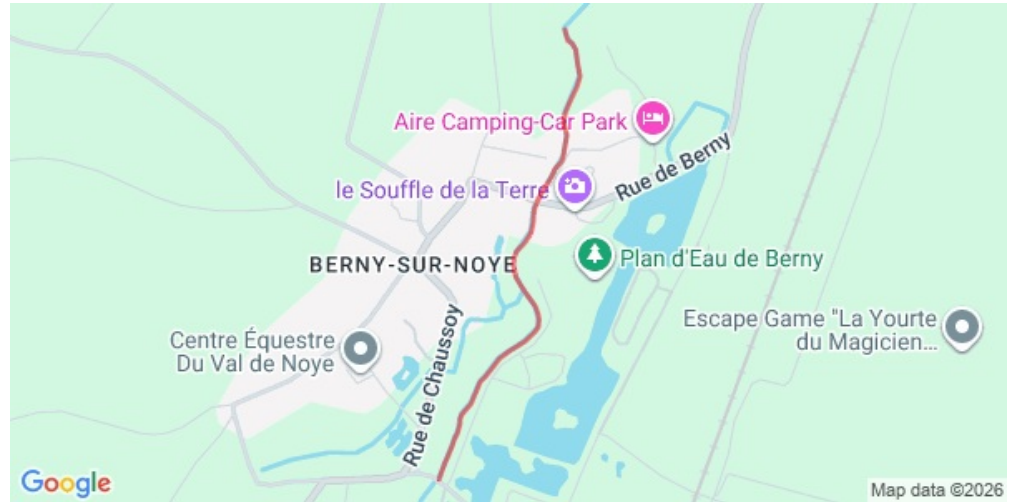 Aire Camping-Car Park
Rue de Berny
le Souffle de la Terre
BERNY-SUR-NOYE
Plan d'Eau de Berny
Rue de Chaussoy
Centre Équestre
Du Val de Noye
Escape Game "La Yourte
du Magicien...
Google
Map data ©2026